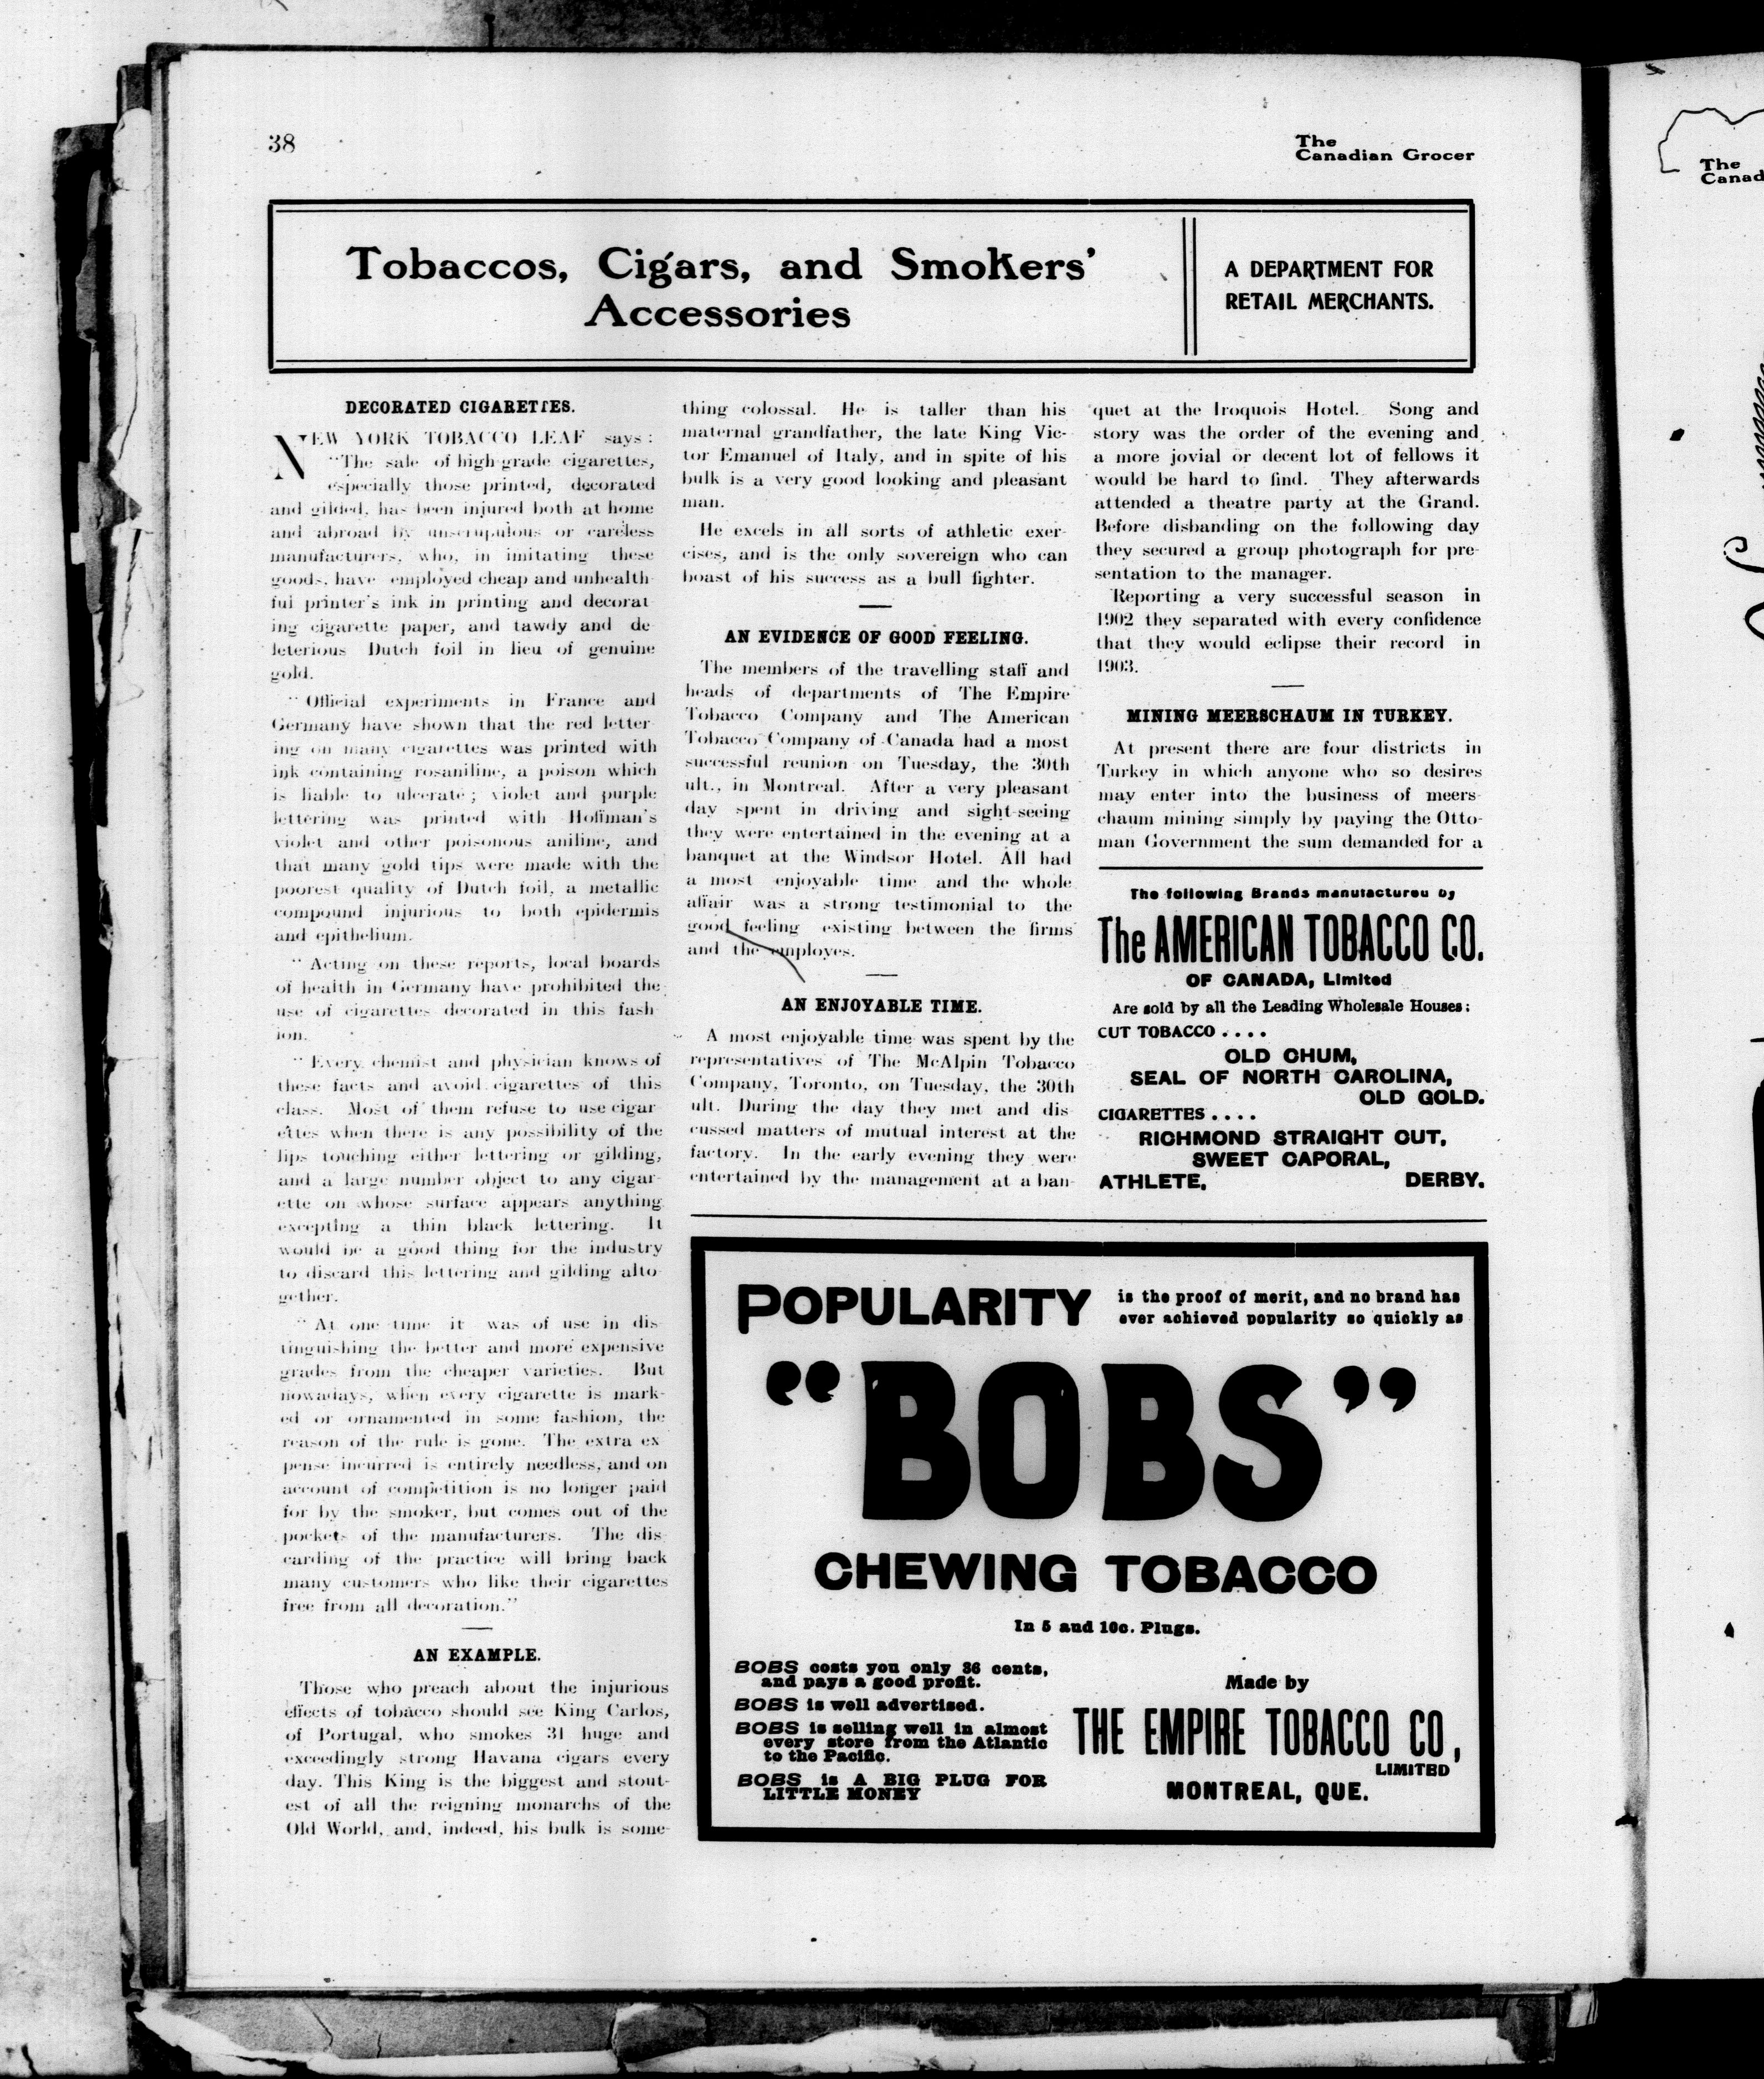 38
The
Canadian Grocer
Tobaccos, Cigars, and Smokers'
Accessories
A DEPARTMENT FOR
RETAIL MERCHANTS.
DECORATED CIGARETTES.
NEW YORK TOBACCO LEAF says:
"The sale of high-grade cigarettes,
especially those printed, decorated
and gilded, has been injured both at home
and abroad by unscrupulous or careless
manufacturers, who, in imitating these
goods, have employed cheap and unhealth-
ful printer's ink in printing and decorat-
ing cigarette paper, and tawdy and de-
leterious Dutch foil in lieu of genuine
gold.
"Official experiments in France and
Germany have shown that the red letter-
ing on many cigarettes was printed with
ink containing rosaniline, a poison which
is liable to ulcerate; violet and purple
lettering was printed with Hoffman's
violet and other poisonous aniline, and
that many gold tips were made with the
poorest quality of Dutch foil, a metallic
compound injurious to both epidermis
and epithelium.
"Acting on these reports, local boards
of health in Germany have prohibited the
use of cigarettes decorated in this fash-
ion.
"Every chemist and physician knows of
these facts and avoid cigarettes of this
class. Most of them refuse to use cigar-
ettes when there is any possibility of the
lips touching either lettering or gilding,
and a large number object to any cigar-
ette on whose surface appears anything
excepting a thin black lettering. It
would be a good thing for the industry
to discard this lettering and gilding alto-
gether.
"At one time it was of use in dis-
tinguishing the better and more expensive
grades from the cheaper varieties. But
nowadays, when every cigarette is mark-
ed or ornamented in some fashion, the
reason of the rule is gone. The extra ex-
pense incurred is entirely needless, and on
account of competition is no longer paid
for by the smoker, but comes out of the
pockets of the manufacturers. The dis-
carding of the practice will bring back
many customers who like their cigarettes
free from all decoration."
AN EXAMPLE.
Those who preach about the injurious
effects of tobacco should see King Carlos,
of Portugal, who smokes 31 huge and
exceedingly strong Havana cigars every
day. This King is the biggest and stout-
est of all the reigning monarchs of the
Old World, and, indeed, his bulk is some-
thing colossal. He is taller than his
maternal grandfather, the late King Vic-
tor Emanuel of Italy, and in spite of his
bulk is a very good looking and pleasant
man.
He excels in all sorts of athletic exer-
cises, and is the only sovereign who can
boast of his success as a bull fighter.
AN EVIDENCE OF GOOD FEELING.
The members of the travelling staff and
heads of departments of The Empire
Tobacco Company and The American
Tobacco Company of Canada had a most
successful reunion on Tuesday, the 30th
ult., in Montreal. After a very pleasant
day spent in driving and sight-seeing
they were entertained in the evening at a
banquet at the Windsor Hotel. All had
a most enjoyable time and the whole
affair was a strong testimonial to the
good feeling existing between the firms
and the employes.
AN ENJOYABLE TIME.
A most enjoyable time was spent by the
representatives of The McAlpin Tobacco
Company, Toronto, on Tuesday, the 30th
ult. During the day they met and dis-
cussed matters of mutual interest at the
factory. In the early evening they were
entertained by the management at a ban-
quet at the Iroquois Hotel. Song and
story was the order of the evening and
a more jovial or decent lot of fellows it
would be hard to find. They afterwards
attended a theatre party at the Grand.
Before disbanding on the following day
they secured a group photograph for pre-
sentation to the manager.
Reporting a very successful season in
1902 they separated with every confidence
that they would eclipse their record in
1903.
MINING MEERSCHAUM IN TURKEY.
At present there are four districts in
Turkey in which anyone who so desires
may enter into the business of meers-
chaum mining simply by paying the Otto-
man Government the sum demanded for a
The following Brands manufactured by
The AMERICAN TOBACCO CO.
OF CANADA, Limited
Are sold by all the Leading Wholesale Houses:
CUT TOBACCO . . . .
OLD CHUM,
SEAL OF NORTH CAROLINA,
OLD GOLD.
CIGARETTES . . . .
RICHMOND STRAIGHT CUT,
SWEET CAPORAL,
ATHLETE, DERBY.
POPULARITY is the proof of merit, and no brand has
ever achieved popularity so quickly as
"BOBS"
CHEWING TOBACCO
In 5 and 10c. Plugs.
BOBS costs you only 36 cents,
and pays a good profit.
BOBS is well advertised.
BOBS is selling well in almost
every store from the Atlantic
to the Pacific.
BOBS is A BIG PLUG FOR
LITTLE MONEY
Made by
THE EMPIRE TOBACCO CO.,
LIMITED
MONTREAL, QUE.
The
Canad